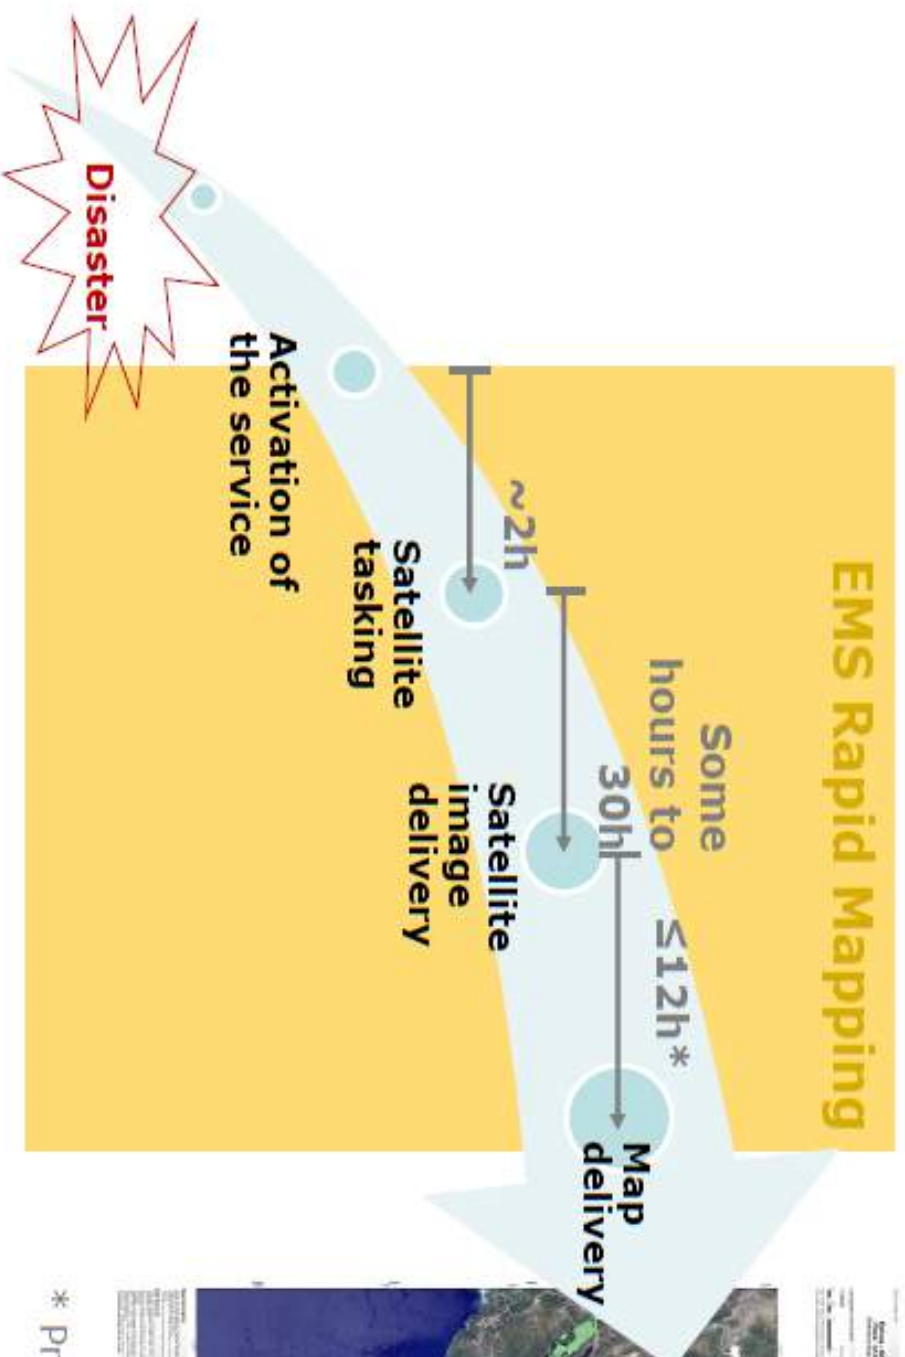 EMS Rapid Mapping
Some
hours to
30h
≤12h*
~2h
Disaster
Activation of
the service
Satellite
tasking
Satellite
image
delivery
Map
delivery
*